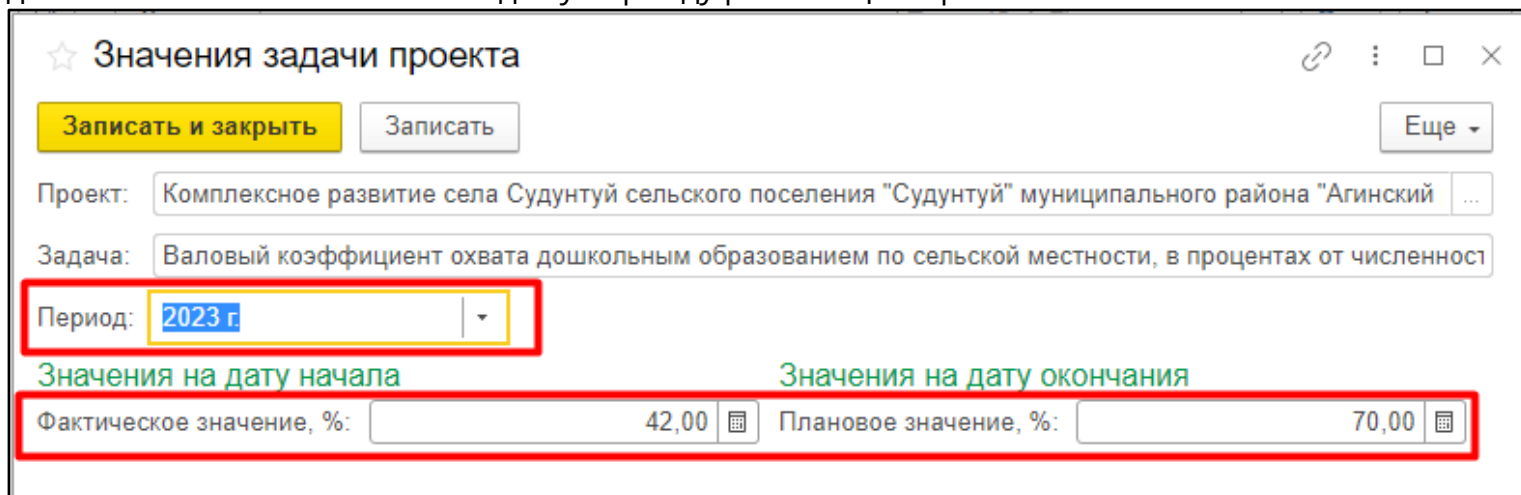 Значения задачи проекта
Записать и закрыть Записать Еще
Проект: Комплексное развитие села Судунтуй сельского поселения "Судунтуй" муниципального района "Агинский ...
Задача: Валовый коэффициент охвата дошкольным образованием по сельской местности, в процентах от численност
Период: 2023 г.
Значения на дату начала Значения на дату окончания
Фактическое значение, %: 42,00 Плановое значение, %: 70,00